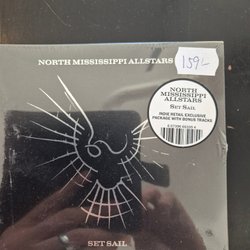 NORTH MISSISSIPPI ALLSTARS
159:-
NORTH
MISSISSIPPI
ALLSTARS
SET SAIL
INDIE RETAIL EXCLUSIVE
PACKAGE WITH BONUS TRACKS
SET SAIL